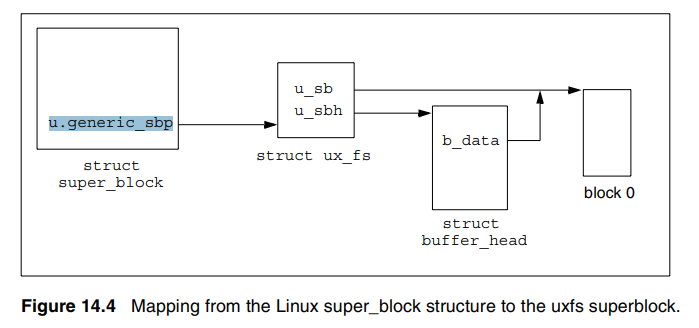 u.generic_sbp
struct
super_block
u_sb
u_sbh
struct ux_fs
b_data
struct
buffer_head
block 0
Figure 14.4 Mapping from the Linux super_block structure to the uxfs superblock.